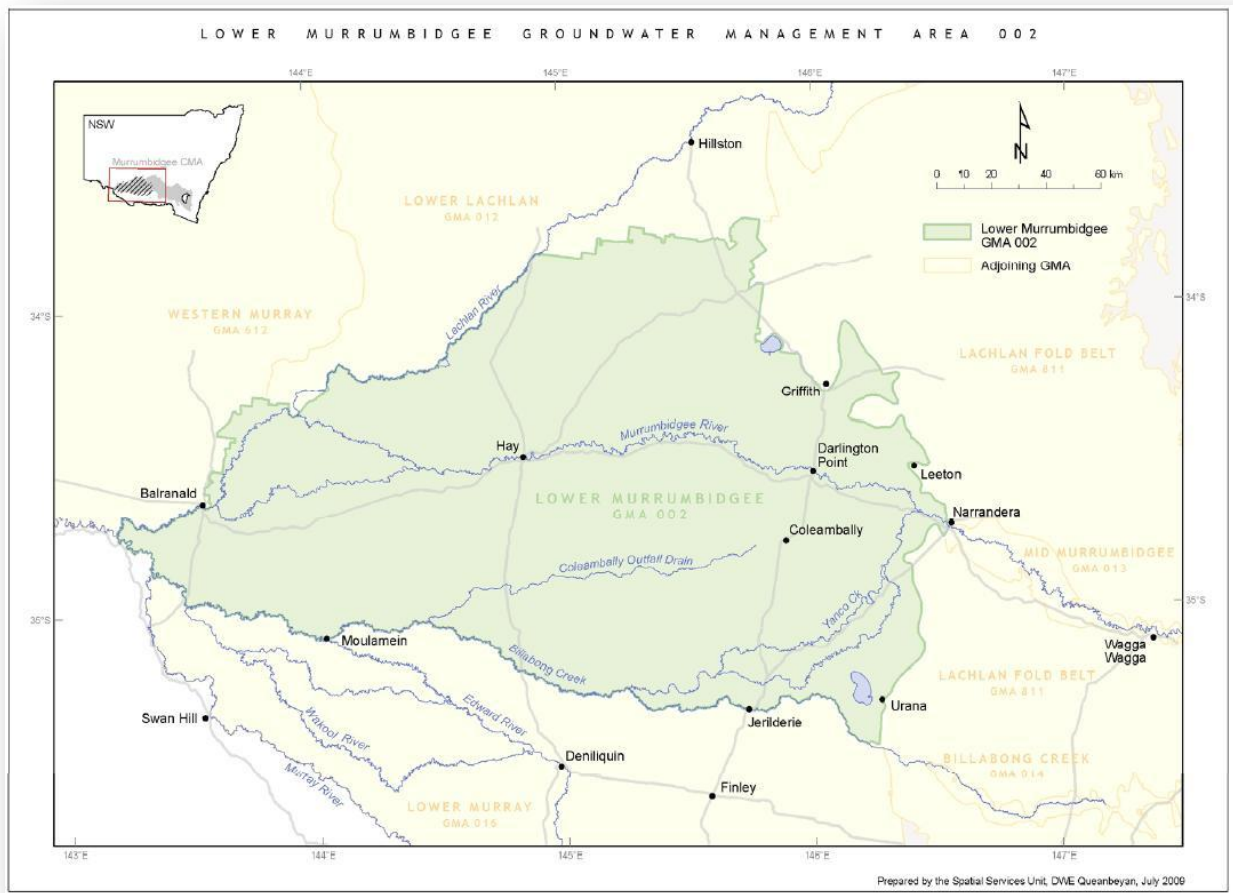 LOWER MURRUMBIDGEE GROUNDWATER MANAGEMENT AREA 002
144°E
145°E
146°E
147°E
NSW
Murrumbidgee CMA
N
0 10 20 40 60 km
Lower Murrumbidgee
GMA 002
Adjoining GMA
Hillston
LOWER LACHLAN
GMA 012
Lachlan River
WESTERN MURRAY
GMA 612
34°S
34°S
LACHLAN FOLD BELT
GMA 811
Griffith
Murrumbidgee River
Hay
Darlington
Point
Leeton
Balranald
LOWER MURRUMBIDGEE
GMA 002
Narrandera
Coleambally
Coleambally Outfall Drain
MID MURRUMBIDGEE
GMA 013
Yanco Ck
35°S
35°S
Moulamein
Billabong Creek
Wagga
Wagga
LACHLAN FOLD BELT
GMA 811
Urana
Swan Hill
Wakool River
Edward River
Jerilderie
Murray River
Deniliquin
BILLABONG CREEK
GMA 014
Finley
LOWER MURRAY
GMA 016
143°E
144°E
145°E
146°E
147°E
Prepared by the Spatial Services Unit, DWE Queanbeyan, July 2009